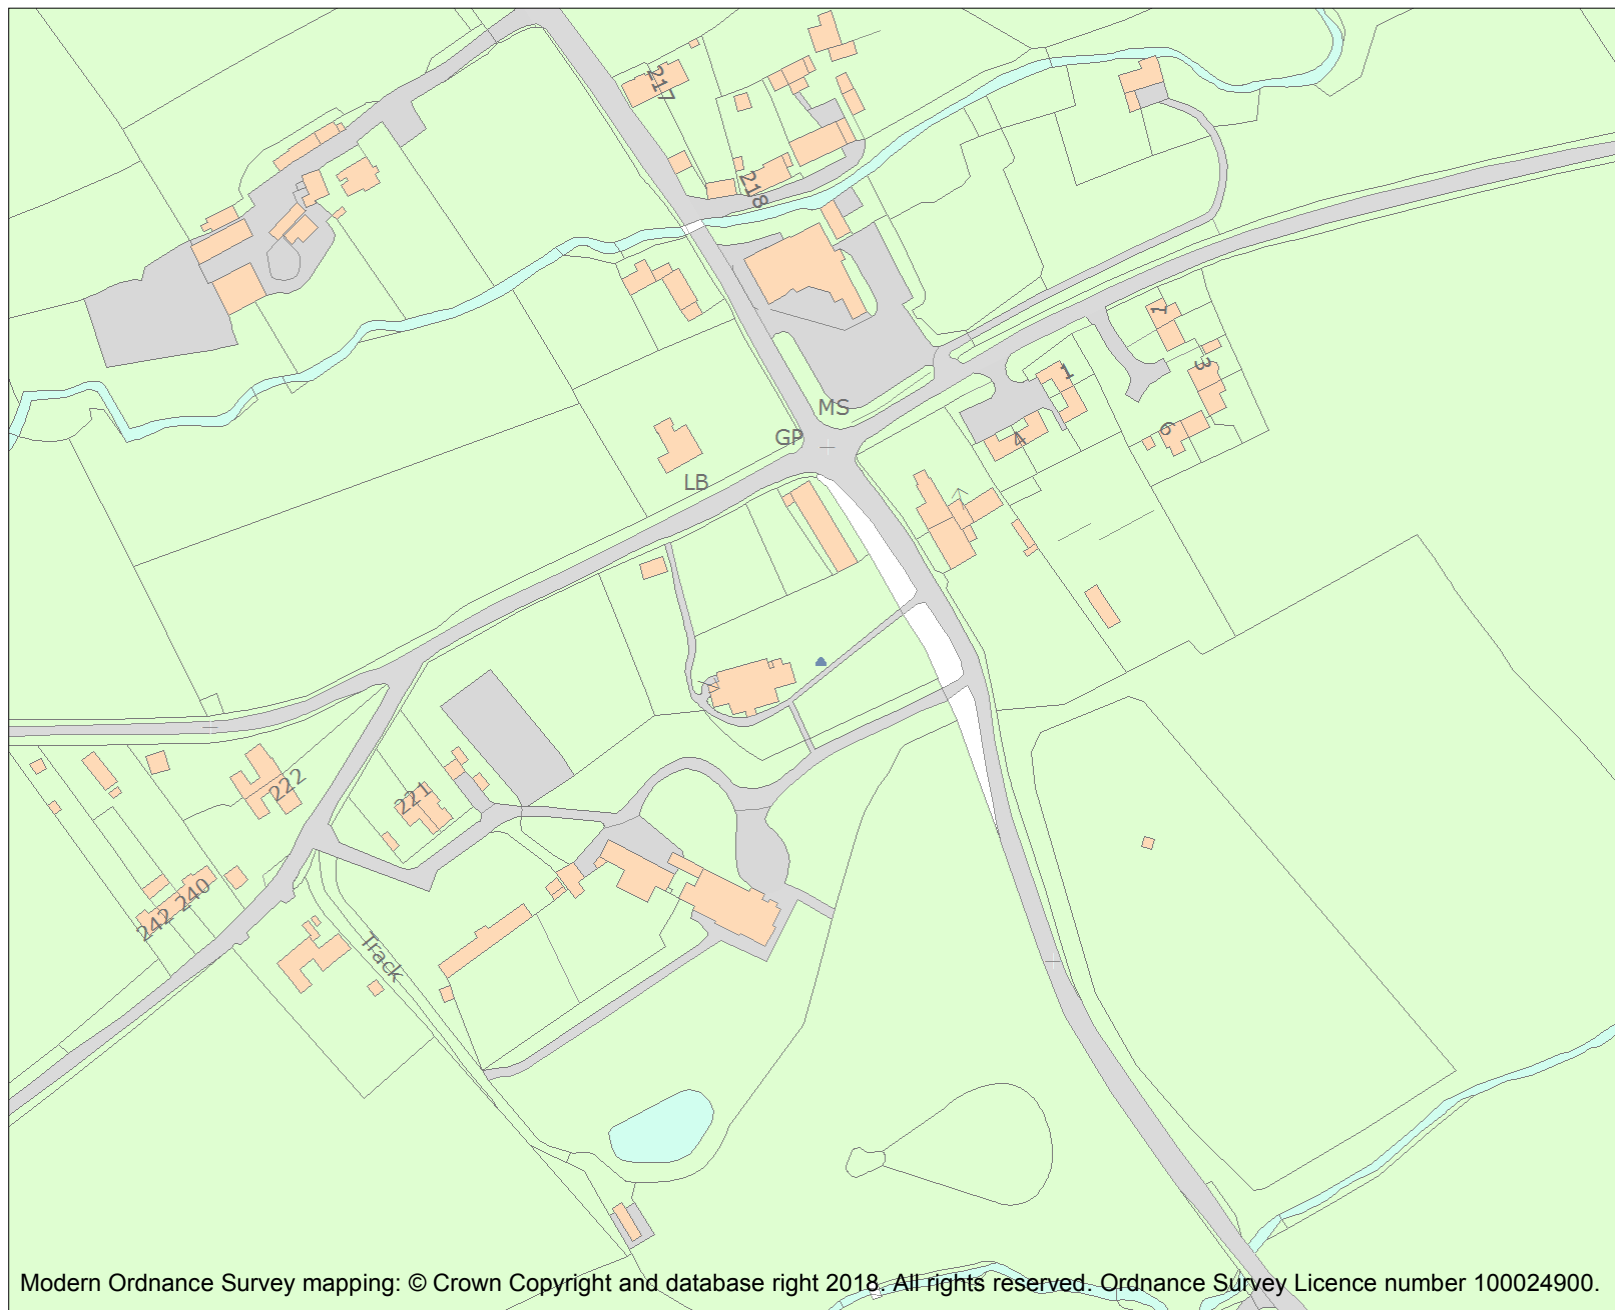 217
218
1
1
3
MS
4
6
GP
LB
222
221
242 240
Track
Modern Ordnance Survey mapping: © Crown Copyright and database right 2018. All rights reserved. Ordnance Survey Licence number 100024900.